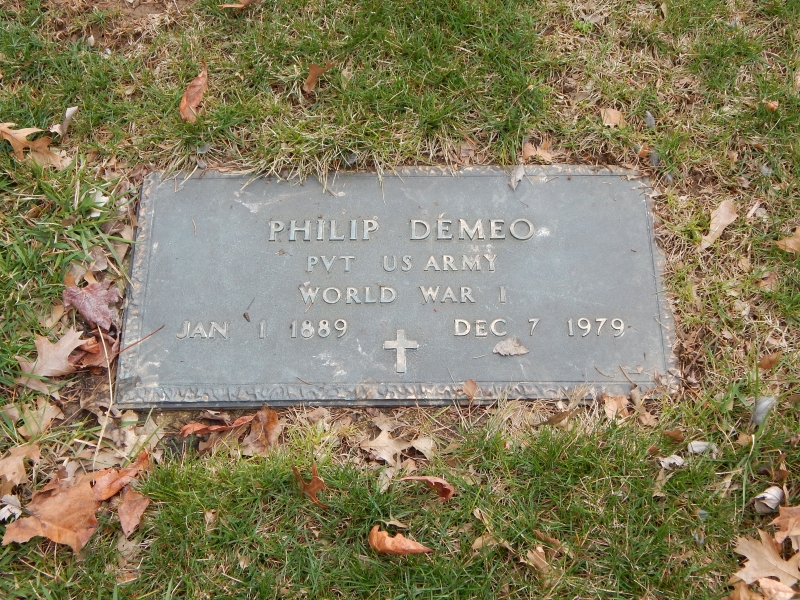 PHILIP DEMEO
PVT US ARMY
WORLD WAR I
JAN 1 1889 DEC 7 1979